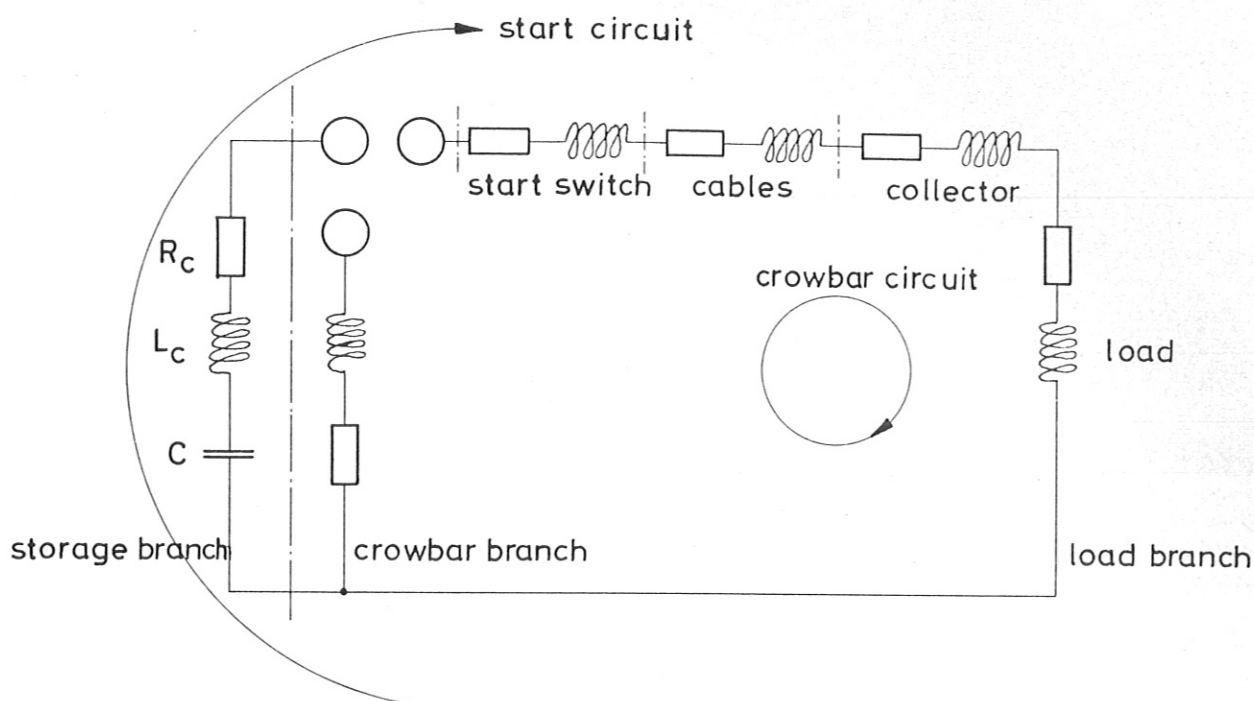 start circuit
start switch
cables
collector
R_c
crowbar circuit
L_c
load
C
storage branch
crowbar branch
load branch